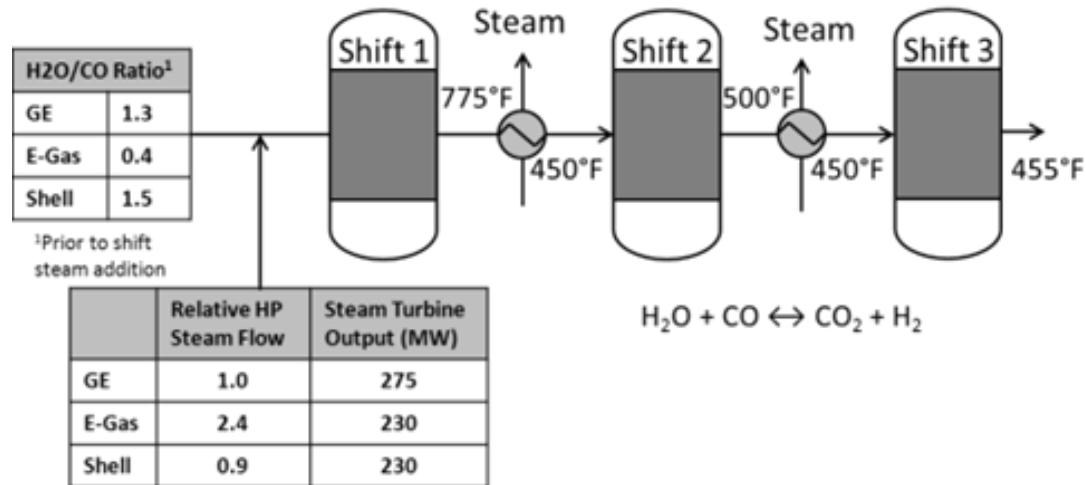 Steam
Steam
Shift 1
Shift 2
Shift 3
H2O/CO Ratio¹
GE 1.3
E-Gas 0.4
Shell 1.5
¹Prior to shift
steam addition
775°F
450°F
500°F
450°F
455°F
Relative HP Steam Flow
Steam Turbine Output (MW)
GE 1.0 275
E-Gas 2.4 230
Shell 0.9 230
H₂O + CO ↔ CO₂ + H₂